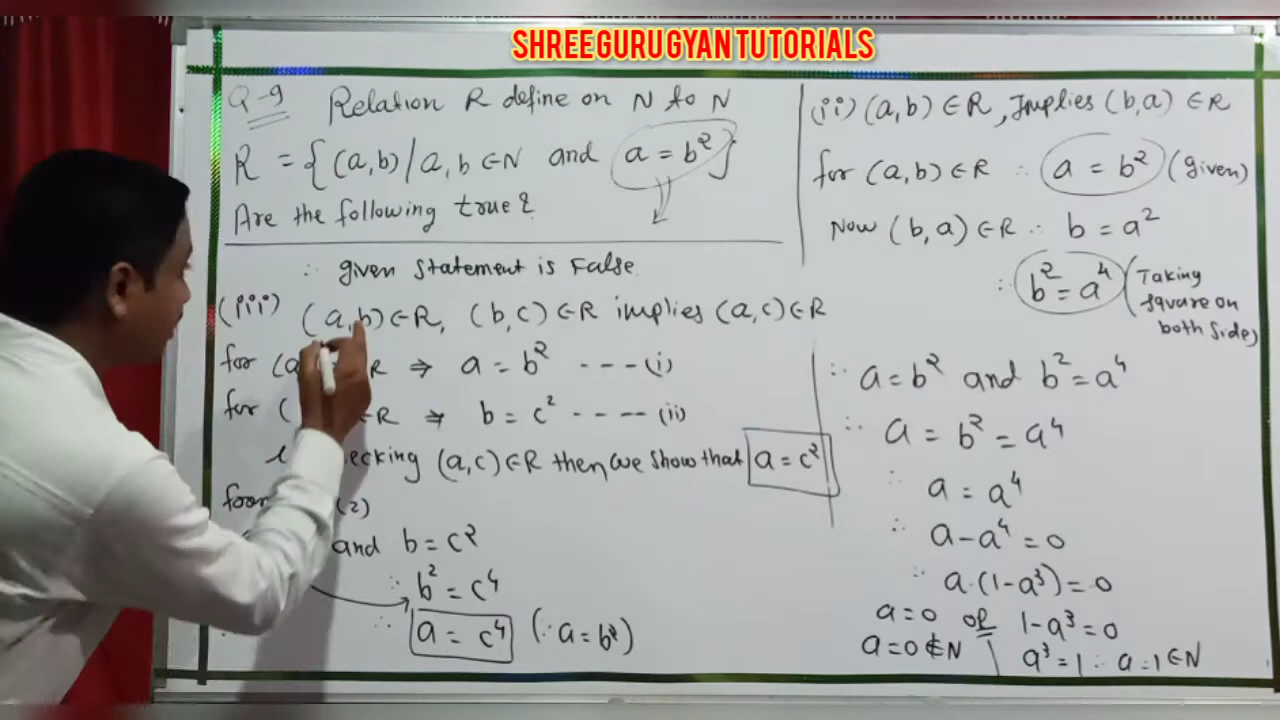 SHREE GURU GYAN TUTORIALS
Q-9 Relation R define on N to N
R = {(a,b)/a,b ∈ N and a = b²}
Are the following true?
∴ given statement is False.
(iii) (a,b) ∈ R, (b,c) ∈ R implies (a,c) ∈ R
for (a R ⇒ a = b² ---(i)
for ( ∈ R ⇒ b = c² ---- (ii)
ecking (a,c) ∈ R then we show that a = c²
(2)
and b = c²
∴ b² = c⁴
∴ a = c⁴ (∵ a = b²)
(ii) (a,b) ∈ R, Implies (b,a) ∈ R
for (a,b) ∈ R ∴ a = b² (given)
Now (b,a) ∈ R ∴ b = a²
∴ b² = a⁴ (Taking
square on
both side)
∴ a = b² and b² = a⁴
∴ a = b² = a⁴
∴ a = a⁴
∴ a - a⁴ = 0
∴ a·(1-a³) = 0
a = 0 OR 1-a³ = 0
a = 0 ∉ N a³ = 1 ∴ a = 1 ∈ N